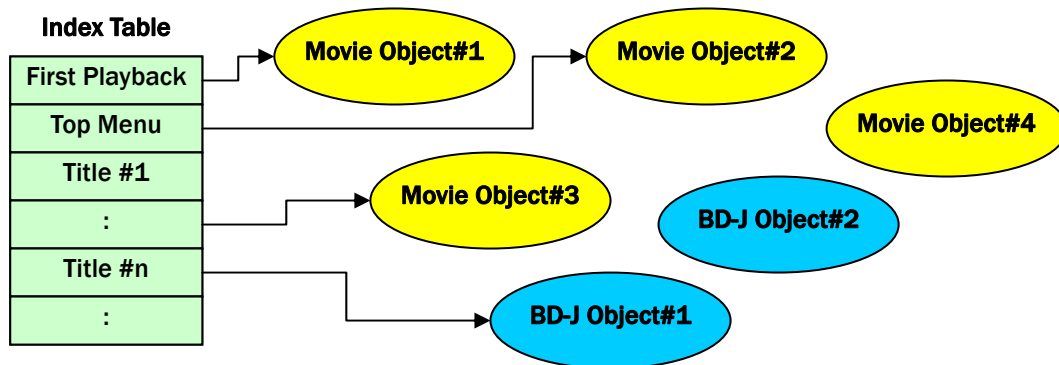 Index Table
First Playback
Top Menu
Title #1
:
Title #n
:
Movie Object#1
Movie Object#2
Movie Object#4
Movie Object#3
BD-J Object#2
BD-J Object#1